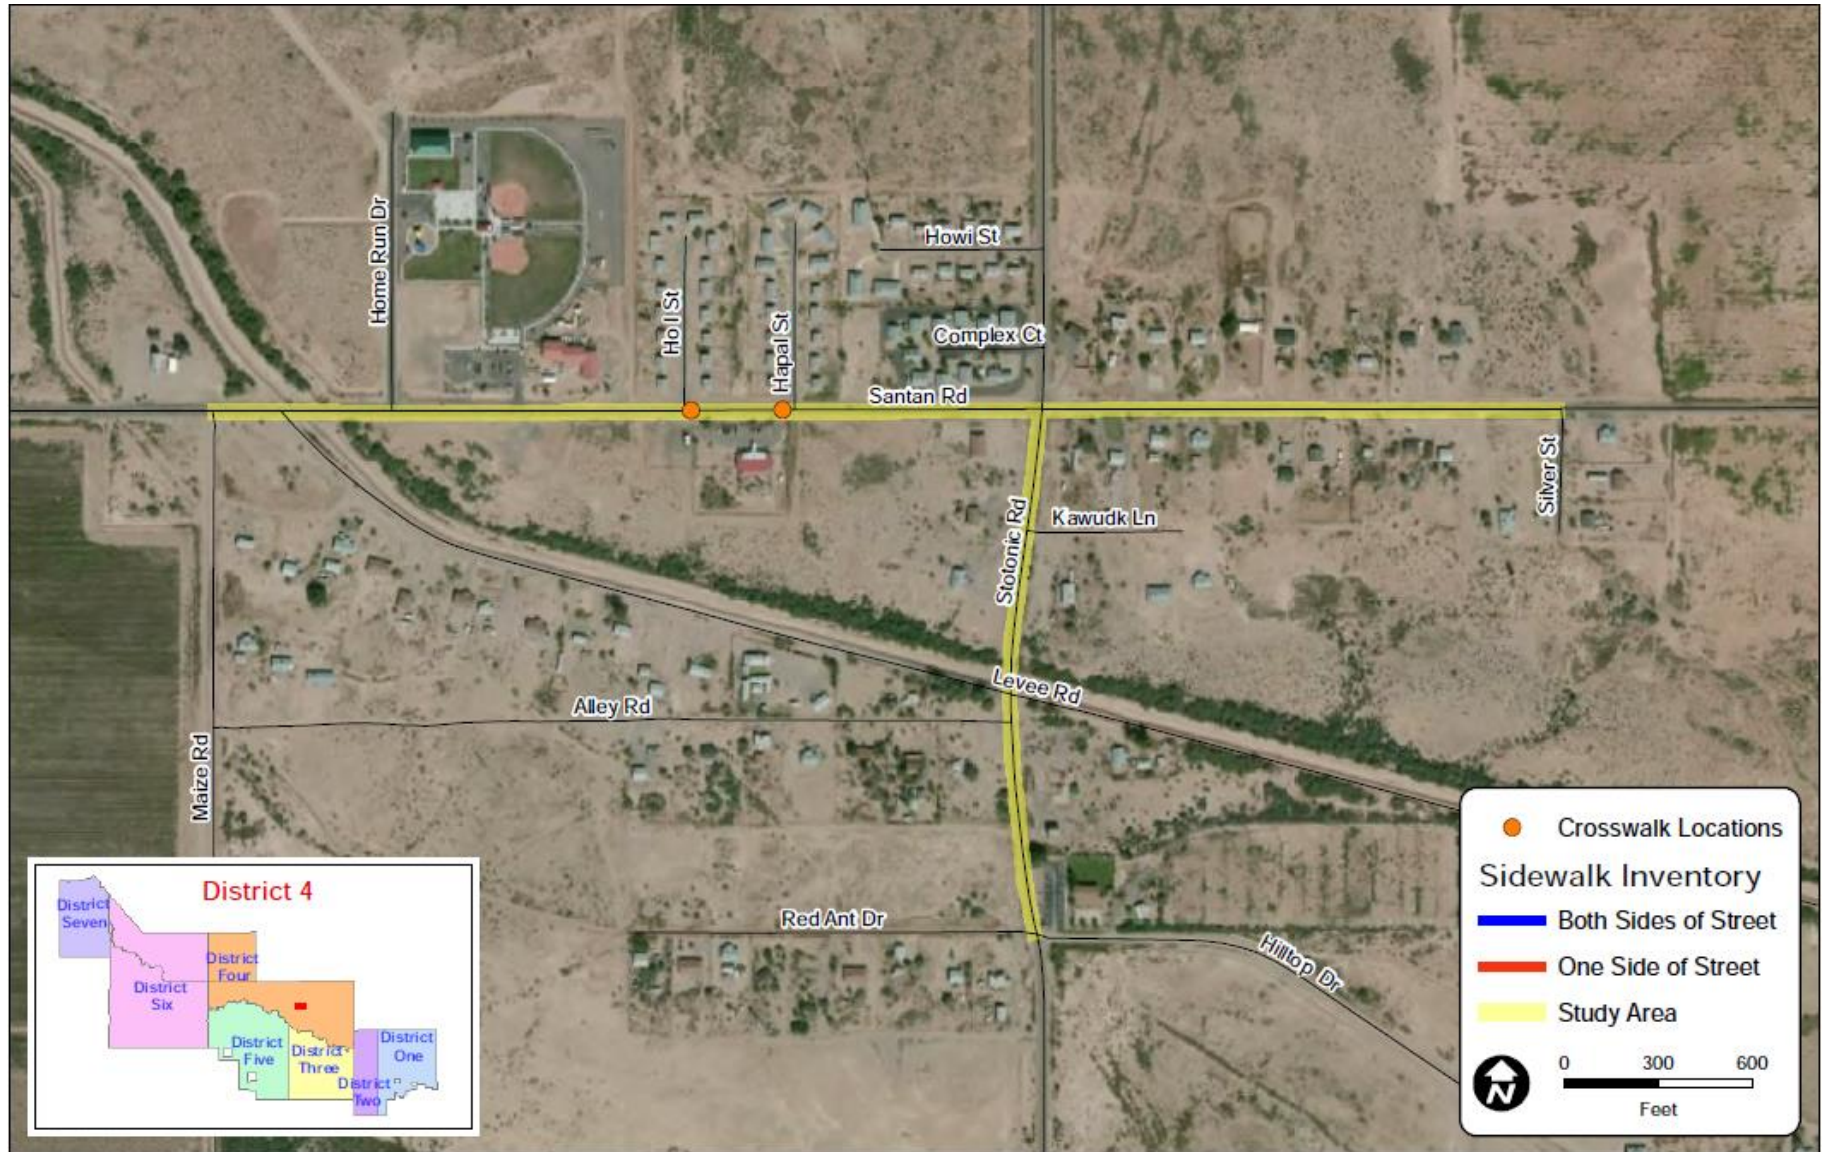 Home Run Dr
Ho I St
Hapal St
Howi St
Complex Ct
Santan Rd
Silver St
Stotonic Rd
Kawudk Ln
Levee Rd
Alley Rd
Maize Rd
Red Ant Dr
Hilltop Dr
District 4
District
Seven
District
Four
District
Six
District
Five
District
Three
District
Two
District
One
Crosswalk Locations
Sidewalk Inventory
Both Sides of Street
One Side of Street
Study Area
N
0 300 600
Feet